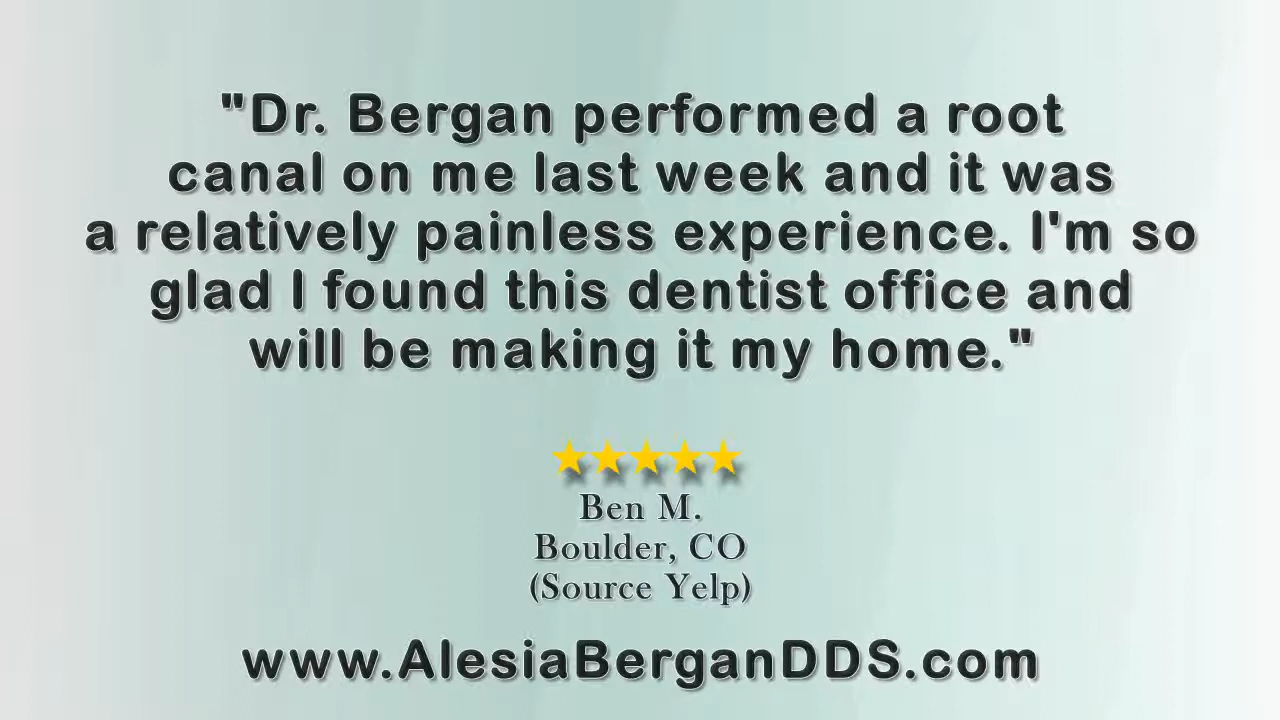 "Dr. Bergan performed a root
canal on me last week and it was
a relatively painless experience. I'm so
glad I found this dentist office and
will be making it my home."
Ben M.
Boulder, CO
(Source Yelp)
www.AlesiaBerganDDS.com